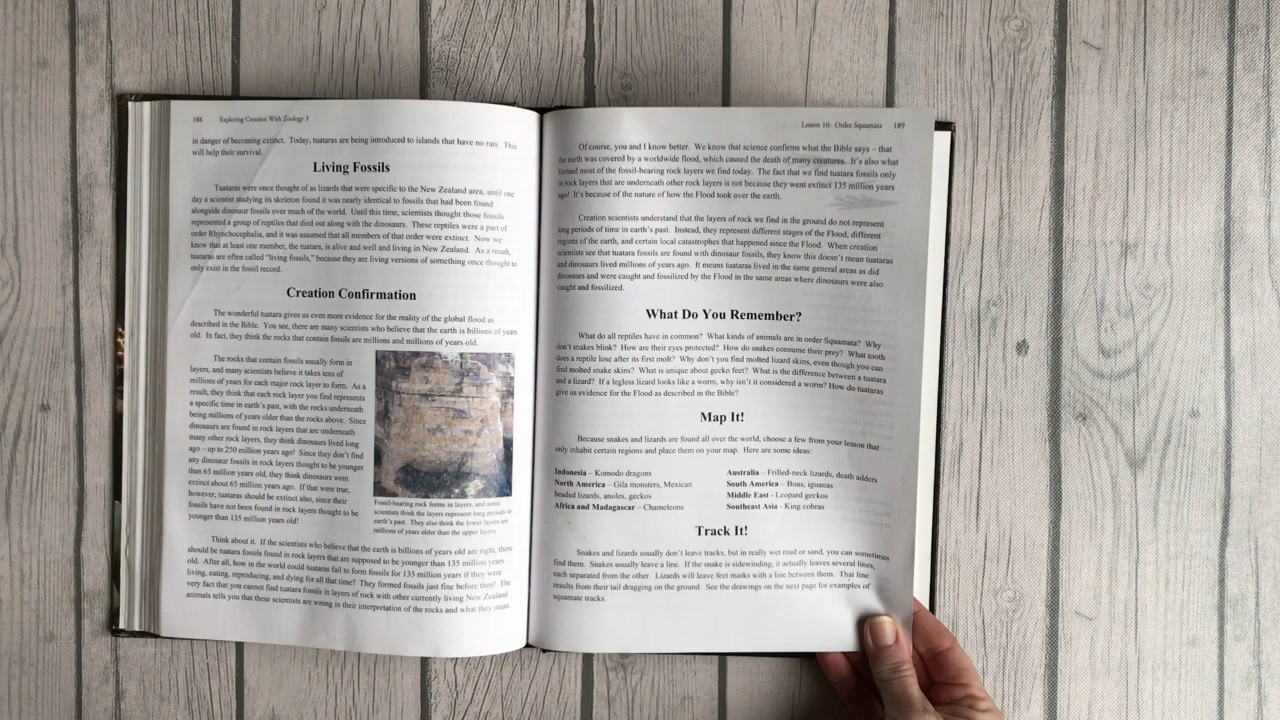 188 Exploring Creation With Zoology 3
in danger of becoming extinct. Today, tuataras are being introduced to islands that have no rats. This
will help their survival.
Living Fossils
Tuataras were once thought of as lizards that were specific to the New Zealand area, until one
day a scientist studying its skeleton found it was nearly identical to fossils that had been found
alongside dinosaur fossils over much of the world. Until this time, scientists thought those fossils
represented a group of reptiles that died out along with the dinosaurs. These reptiles were a part of
order Rhynchocephalia, and it was assumed that all members of that order were extinct. Now we
know that at least one member, the tuatara, is alive and well and living in New Zealand. As a result,
tuataras are often called "living fossils," because they are living versions of something once thought to
only exist in the fossil record.
Creation Confirmation
The wonderful tuatara gives us even more evidence for the reality of the global flood as
described in the Bible. You see, there are many scientists who believe that the earth is billions of years
old. In fact, they think the rocks that contain fossils are millions and millions of years old.
The rocks that contain fossils usually form in
layers, and many scientists believe it takes tens of
millions of years for each major rock layer to form. As a
result, they think that each rock layer you find represents
a specific time in earth's past, with the rocks underneath
being millions of years older than the rocks above. Since
dinosaurs are found in rock layers that are underneath
many other rock layers, they think dinosaurs lived long
ago – up to 250 million years ago! Since they don't find
any dinosaur fossils in rock layers thought to be younger
than 65 million years old, they think dinosaurs went
extinct about 65 million years ago. If that were true,
however, tuataras should be extinct also, since their
fossils have not been found in rock layers thought to be
younger than 135 million years old!
Fossil-bearing rock forms in layers, and some
scientists think the layers represent long periods in
earth's past. They also think the lower layers are
millions of years older than the upper layers.
Think about it. If the scientists who believe that the earth is billions of years old are right, there
should be tuatara fossils found in rock layers that are supposed to be younger than 135 million years
old. After all, how in the world could tuataras fail to form fossils for 135 million years if they were
living, eating, reproducing, and dying for all that time? They formed fossils just fine before then! The
very fact that you cannot find tuatara fossils in layers of rock with other currently living New Zealand
animals tells you that these scientists are wrong in their interpretation of the rocks and what they mean.
Lesson 10: Order Squamata 189
Of course, you and I know better. We know that science confirms what the Bible says – that
the earth was covered by a worldwide flood, which caused the death of many creatures. It's also what
formed most of the fossil-bearing rock layers we find today. The fact that we find tuatara fossils only
in rock layers that are underneath other rock layers is not because they went extinct 135 million years
ago! It's because of the nature of how the Flood took over the earth.
Creation scientists understand that the layers of rock we find in the ground do not represent
long periods of time in earth's past. Instead, they represent different stages of the Flood, different
regions of the earth, and certain local catastrophes that happened since the Flood. When creation
scientists see that tuatara fossils are found with dinosaur fossils, they know this doesn't mean tuataras
and dinosaurs lived millions of years ago. It means tuataras lived in the same general areas as did
dinosaurs and were caught and fossilized by the Flood in the same areas where dinosaurs were also
caught and fossilized.
What Do You Remember?
What do all reptiles have in common? What kinds of animals are in order Squamata? Why
don't snakes blink? How are their eyes protected? How do snakes consume their prey? What tooth
does a reptile lose after its first molt? Why don't you find molted lizard skins, even though you can
find molted snake skins? What is unique about gecko feet? What is the difference between a tuatara
and a lizard? If a legless lizard looks like a worm, why isn't it considered a worm? How do tuataras
give us evidence for the Flood as described in the Bible?
Map It!
Because snakes and lizards are found all over the world, choose a few from your lesson that
only inhabit certain regions and place them on your map. Here are some ideas:
Indonesia – Komodo dragons
North America – Gila monsters, Mexican
beaded lizards, anoles, geckos
Africa and Madagascar – Chameleons
Australia – Frilled-neck lizards, death adders
South America – Boas, iguanas
Middle East - Leopard geckos
Southeast Asia - King cobras
Track It!
Snakes and lizards usually don't leave tracks, but in really wet mud or sand, you can sometimes
find them. Snakes usually leave a line. If the snake is sidewinding, it actually leaves several lines,
each separated from the other. Lizards will leave feet marks with a line between them. That line
results from their tail dragging on the ground. See the drawings on the next page for examples of
squamate tracks.